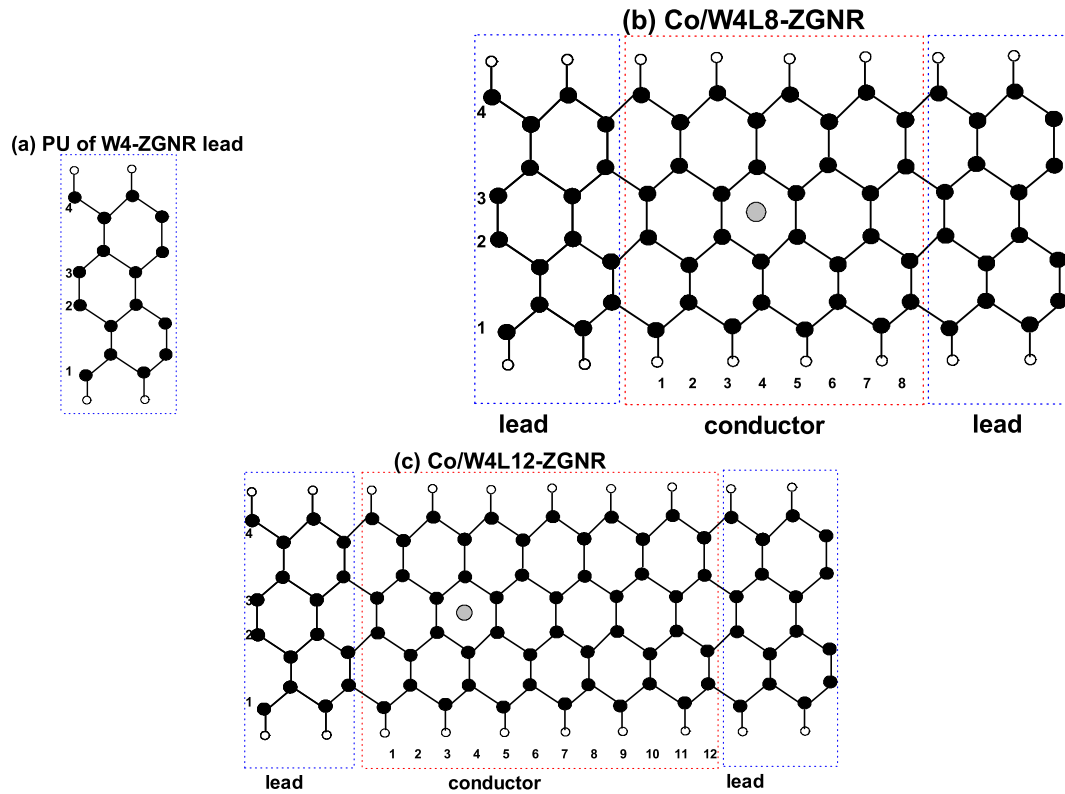 (a) PU of W4-ZGNR lead
4
3
2
1
(b) Co/W4L8-ZGNR
4
3
2
1
1 2 3 4 5 6 7 8
lead conductor lead
(c) Co/W4L12-ZGNR
4
3
2
1
1 2 3 4 5 6 7 8 9 10 11 12
lead conductor lead